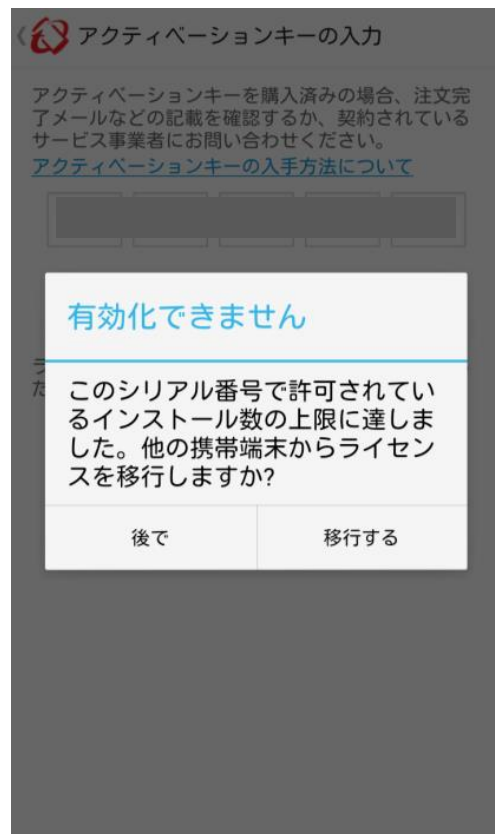 アクティベーションキーの入力
アクティベーションキーを購入済みの場合、注文完
了メールなどの記載を確認するか、契約されている
サービス事業者にお問い合わせください。
アクティベーションキーの入手方法について
有効化できません
このシリアル番号で許可されてい
るインストール数の上限に達しま
した。他の携帯端末からライセン
スを移行しますか?
後で
移行する